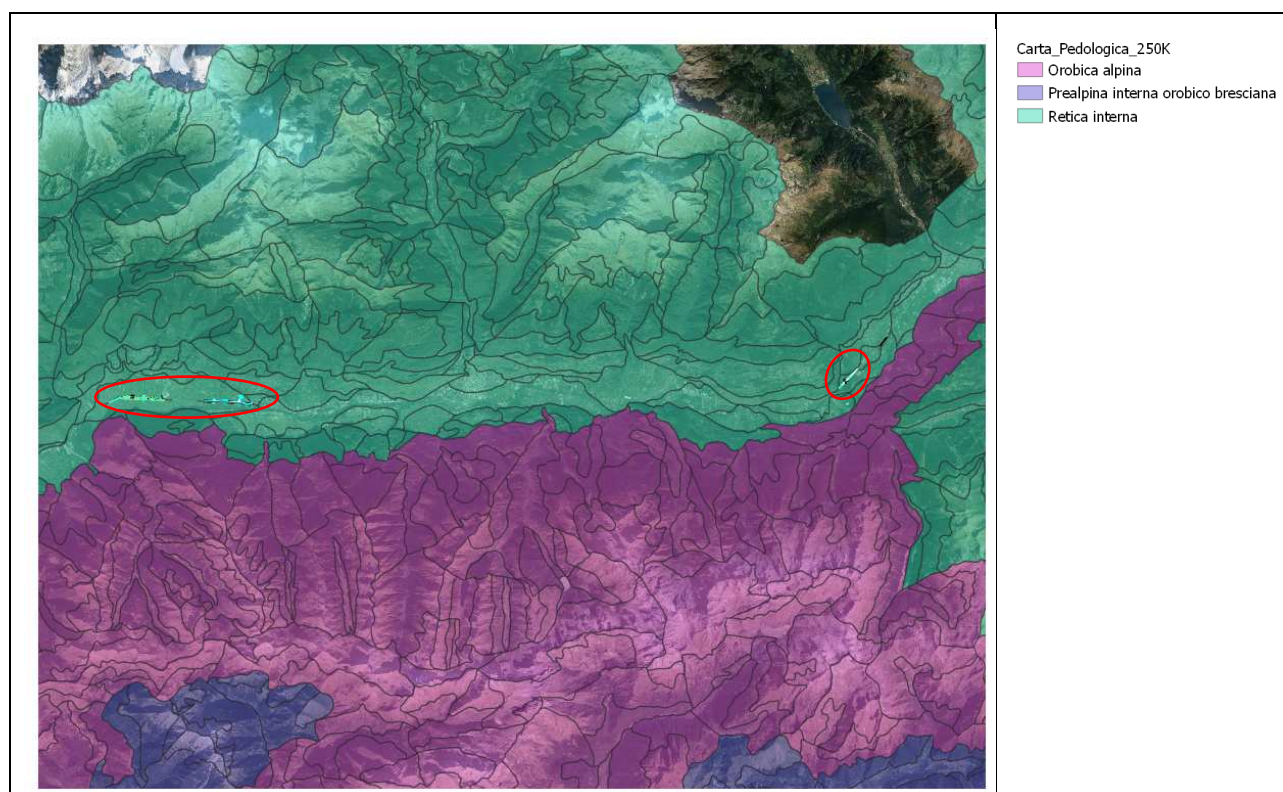 Carta_Pedologica_250K
Orobica alpina
Prealpina interna orobico bresciana
Retica interna